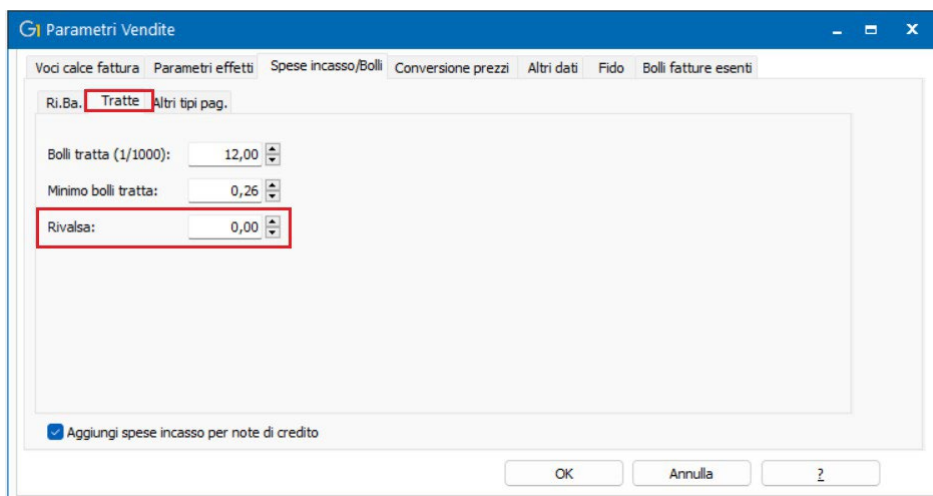 G1 Parametri Vendite
Voci calce fattura Parametri effetti Spese incasso/Bolli Conversione prezzi Altri dati Fido Bolli fatture esenti
Ri.Ba. Tratte Altri tipi pag.
Bolli tratta (1/1000): 12,00
Minimo bolli tratta: 0,26
Rivalsa: 0,00
Aggiungi spese incasso per note di credito
OK Annulla ?